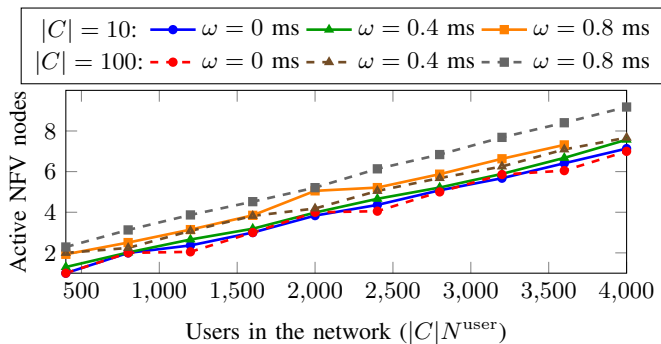 |C| = 10: ω = 0 ms ω = 0.4 ms ω = 0.8 ms
|C| = 100: ω = 0 ms ω = 0.4 ms ω = 0.8 ms
Active NFV nodes
8
6
4
2
500 1,000 1,500 2,000 2,500 3,000 3,500 4,000
Users in the network (|C|N^user)